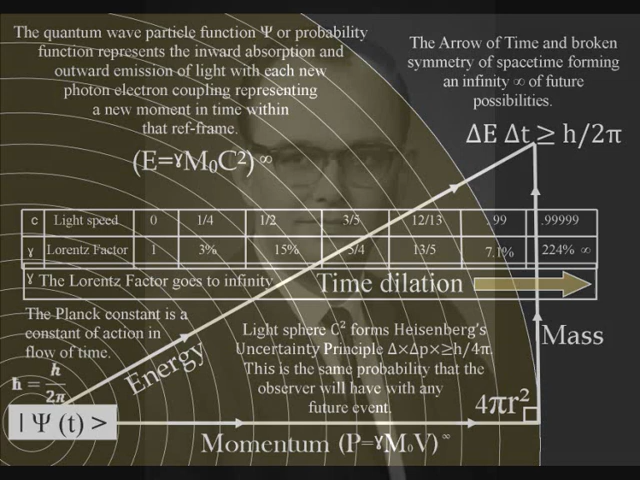 The quantum wave particle function Ψ or probability
function represents the inward absorption and
outward emission of light with each new
photon electron coupling representing
a new moment in time within
that ref-frame.
(E=ɤM₀C²)∞
The Arrow of Time and broken
symmetry of spacetime forming
an infinity ∞ of future
possibilities.
ΔE Δt ≥ h/2π
c Light speed 0 1/4 1/2 3/5 12/13 .99 .99999
ɣ Lorentz Factor 1 3% 15% 5/4 13/5 7.1% 224% ∞
ɣ The Lorentz Factor goes to infinity
Time dilation
The Planck constant is a
constant of action in
flow of time.
ħ = h/2π
Energy
Light sphere C² forms Heisenberg's
Uncertainty Principle Δ×Δp×≥h/4π.
This is the same probability that the
observer will have with any
future event.
Mass
4πr²
| Ψ (t) >
Momentum (P=ɤM₀V)∞